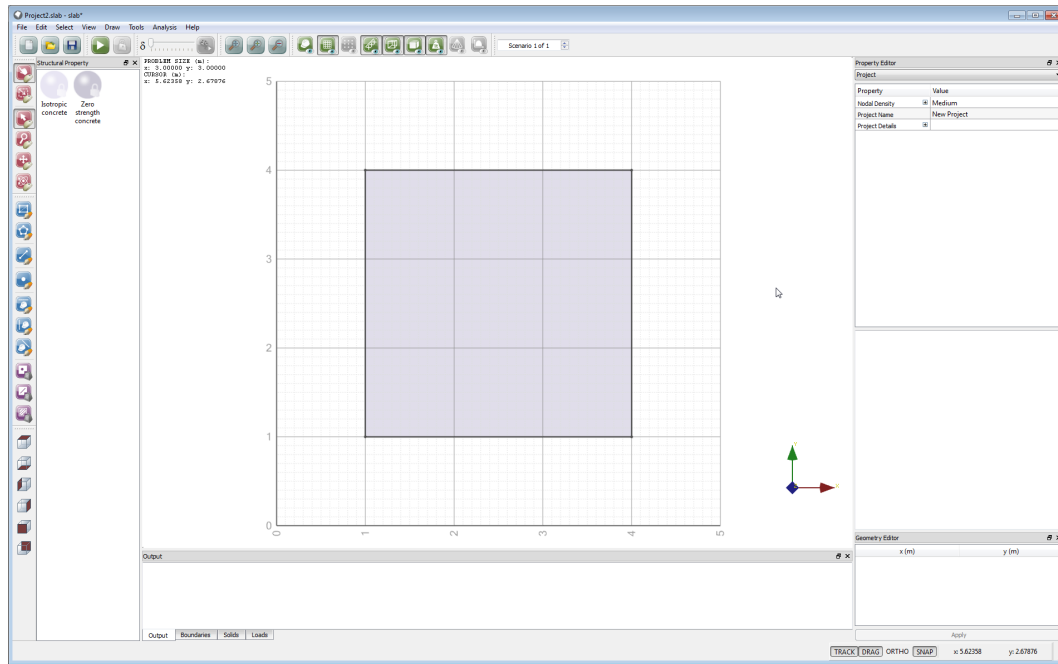 Project2.slab - slab*
File Edit Select View Draw Tools Analysis Help
δ
Scenario 1 of 1
Structural Property
Isotropic concrete
Zero strength concrete
PROBLEM SIZE (m):
x: 3.00000 y: 3.00000
CURSOR (m):
x: 5.62358 y: 2.67876
5
4
3
2
1
0
0 1 2 3 4 5
Y
X
Property Editor
Project
Property Value
Nodal Density Medium
Project Name New Project
Project Details
Geometry Editor
x (m) y (m)
Apply
Output
Output Boundaries Solids Loads
TRACK DRAG ORTHO SNAP x: 5.62358 y: 2.67876